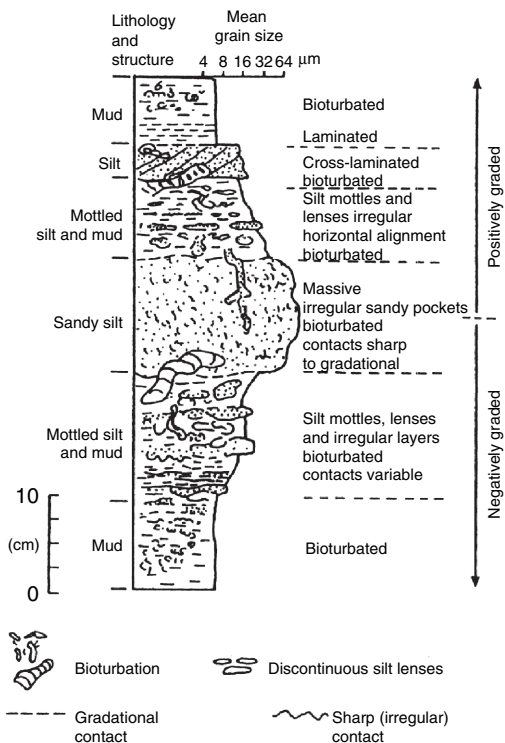 Lithology
and
structure
Mean
grain size
4 8 16 32 64 μm
Mud
Bioturbated
Laminated
Silt
Cross-laminated
bioturbated
Mottled
silt and mud
Silt mottles and
lenses irregular
horizontal alignment
bioturbated
Positively graded
Sandy silt
Massive
irregular sandy pockets
bioturbated
contacts sharp
to gradational
Mottled silt
and mud
Silt mottles, lenses
and irregular layers
bioturbated
contacts variable
Negatively graded
10
(cm)
0
Mud
Bioturbated
Bioturbation
Discontinuous silt lenses
Gradational
contact
Sharp (irregular)
contact